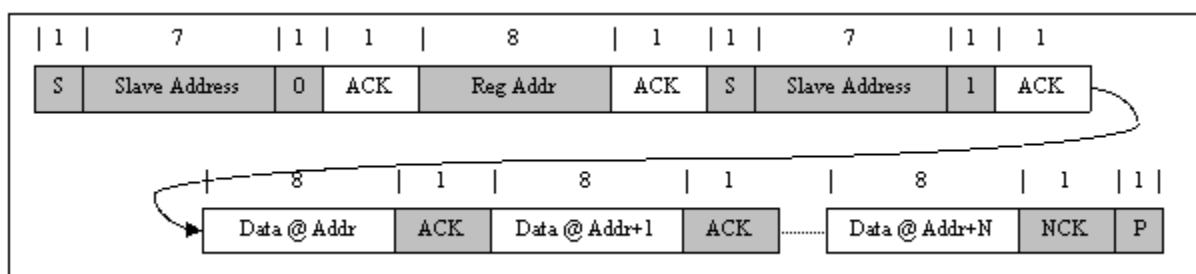 | 1 | 7 | 1 | 1 | 8 | 1 | 1 | 7 | 1 | 1
S Slave Address 0 ACK Reg Addr ACK S Slave Address 1 ACK
| 8 | 1 | 8 | 1 | 8 | 1 | 1 |
Data @ Addr ACK Data @ Addr+1 ACK Data @ Addr+N NCK P